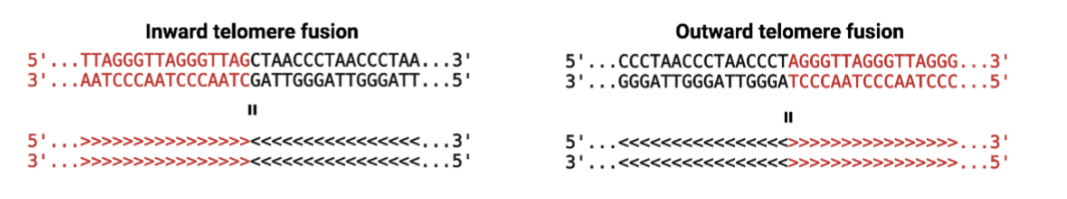 Inward telomere fusion
5'...TTAGGGTTAGGGTTAGCTAACCCTAACCCTAA...3'
3'...AATCCCAATCCCAATCGATTGGGATTGGGATT...5'
=
5'...>>>>>>>>>>>>>>>><<<<<<<<<<<<<<<<...3'
3'...>>>>>>>>>>>>>>>><<<<<<<<<<<<<<<<...5'
Outward telomere fusion
5'...CCCTAACCCTAACCCTAGGGTTAGGGTTAGGG...3'
3'...GGGATTGGGATTGGGATCCCAATCCCAATCCC...5'
=
5'...<<<<<<<<<<<<<<<<>>>>>>>>>>>>>>>>...3'
3'...<<<<<<<<<<<<<<<<>>>>>>>>>>>>>>>>...5'